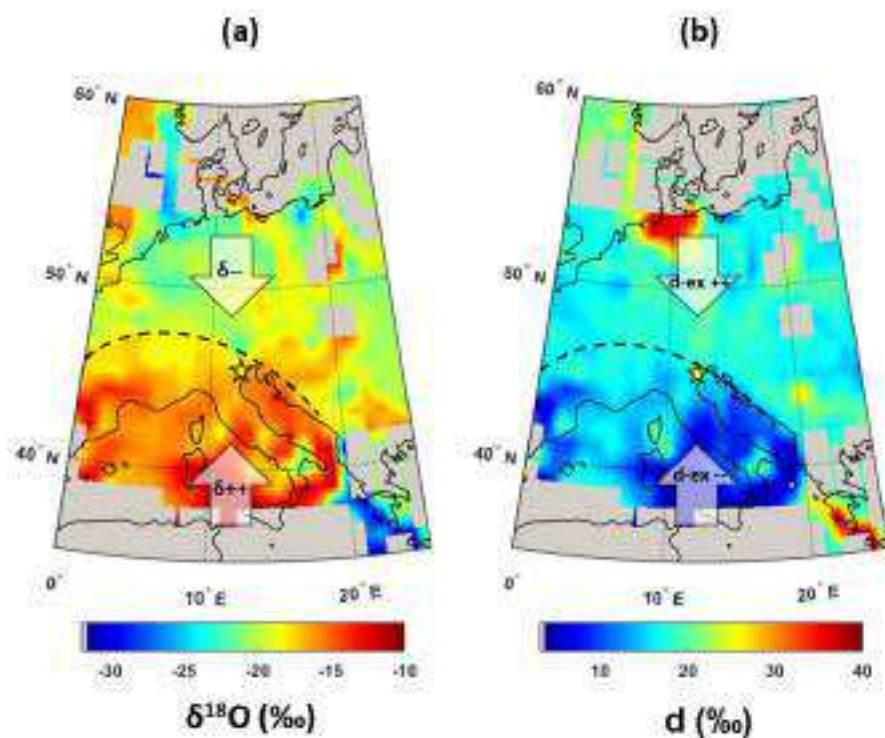 (a)
(b)
60° N
60° N
δ--
d-ex ++
50° N
50° N
40° N
40° N
δ++
d-ex --
0°
10° E
20° E
0°
10° E
20° E
-30 -25 -20 -15 -10
10 20 30 40
δ¹⁸O (‰)
d (‰)